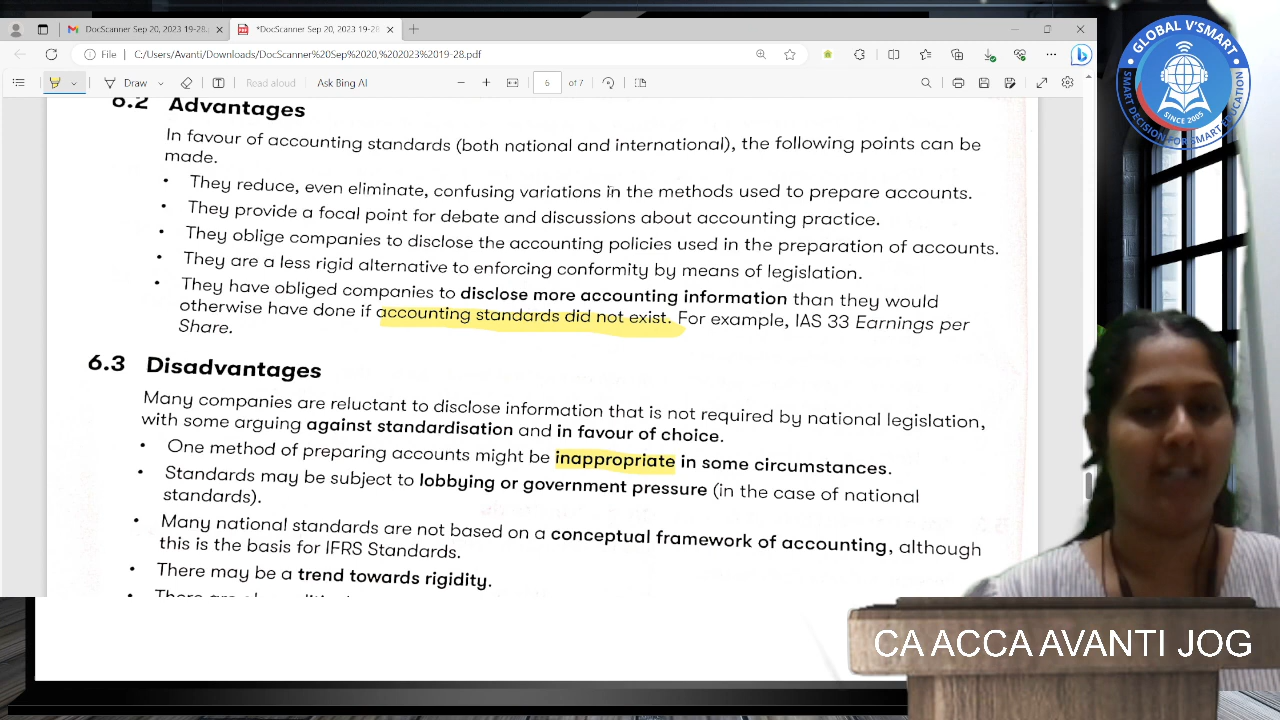 DocScanner Sep 20, 2023 19-28.
*DocScanner Sep 20, 2023 19-28.
File
C:/Users/Avanti/Downloads/DocScanner%20Sep%2020,%202023%2019-28.pdf
Draw
Read aloud
Ask Bing AI
6
of 7
6.2 Advantages
In favour of accounting standards (both national and international), the following points can be
made.
• They reduce, even eliminate, confusing variations in the methods used to prepare accounts.
• They provide a focal point for debate and discussions about accounting practice.
• They oblige companies to disclose the accounting policies used in the preparation of accounts.
• They are a less rigid alternative to enforcing conformity by means of legislation.
• They have obliged companies to disclose more accounting information than they would
otherwise have done if accounting standards did not exist. For example, IAS 33 Earnings per
Share.
6.3 Disadvantages
Many companies are reluctant to disclose information that is not required by national legislation,
with some arguing against standardisation and in favour of choice.
• One method of preparing accounts might be inappropriate in some circumstances.
• Standards may be subject to lobbying or government pressure (in the case of national
standards).
• Many national standards are not based on a conceptual framework of accounting, although
this is the basis for IFRS Standards.
• There may be a trend towards rigidity.
GLOBAL V'SMART
SMART DECISION FOR SMART EDUCATION
SINCE 2005
CA ACCA AVANTI JOG